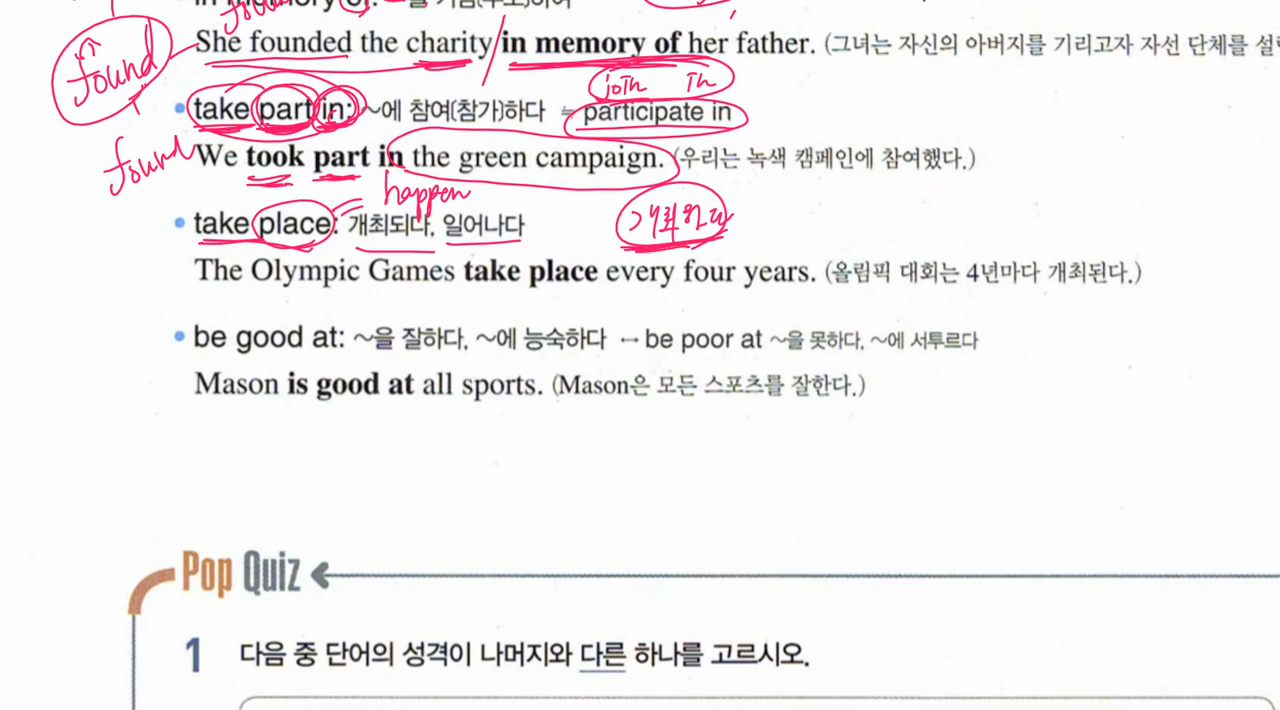 found
She founded the charity / in memory of her father. (그녀는 자신의 아버지를 기리고자 자선 단체를
found
join in
• take part in: ~에 참여(참가)하다 ≒ participate in
found
We took part in the green campaign. (우리는 녹색 캠페인에 참여했다.)
happen
• take place: 개최되다, 일어나다
The Olympic Games take place every four years. (올림픽 대회는 4년마다 개최된다.)
• be good at: ~을 잘하다, ~에 능숙하다 ↔ be poor at ~을 못하다, ~에 서투르다
Mason is good at all sports. (Mason은 모든 스포츠를 잘한다.)
Pop Quiz
1 다음 중 단어의 성격이 나머지와 다른 하나를 고르시오.